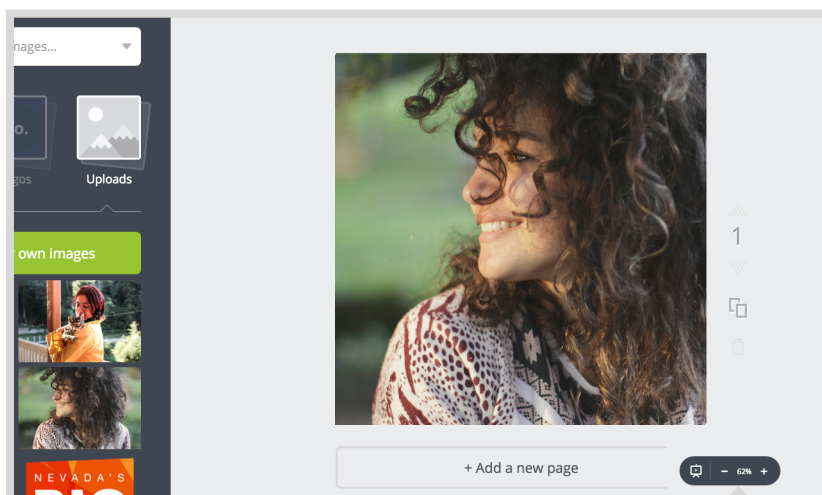 nages...
o.
gos
Uploads
own images
NEVADA'S
1
+ Add a new page
62%